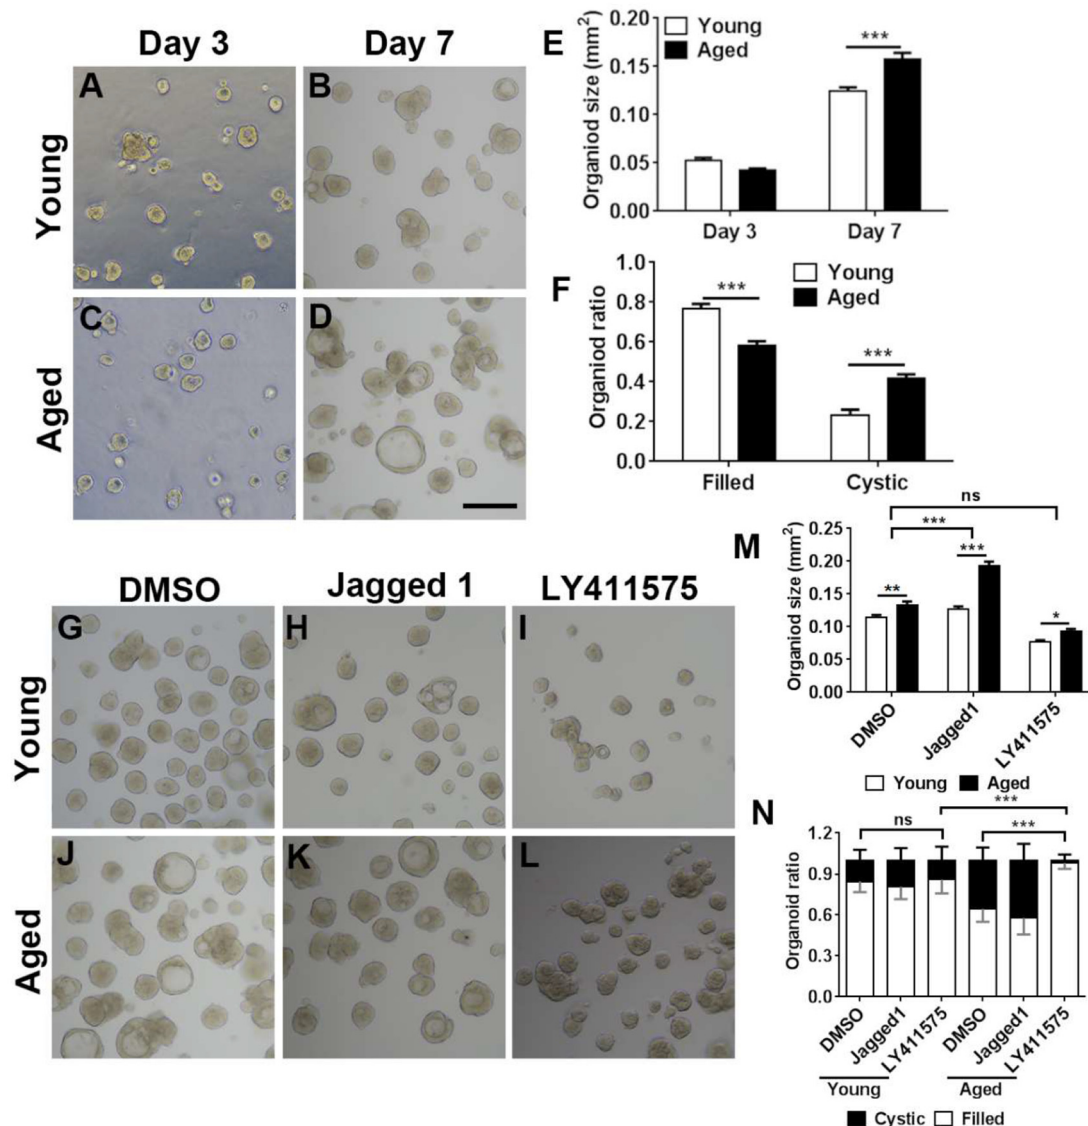 Day 3
Day 7
Young
Aged
A
B
C
D
E
Organiod size (mm2)
0.20
0.15
0.10
0.05
0.00
Young
Aged
***
Day 3
Day 7
F
Organiod ratio
1.0
0.8
0.6
0.4
0.2
0.0
Young
Aged
***
***
Filled
Cystic
DMSO
Jagged 1
LY411575
Young
Aged
G
H
I
J
K
L
M
Organiod size (mm2)
0.25
0.20
0.15
0.10
0.05
0.00
ns
***
**
***
*
DMSO
Jagged1
LY411575
Young
Aged
N
Organoid ratio
1.2
0.9
0.6
0.3
0.0
***
ns
***
DMSO
Jagged1
LY411575
DMSO
Jagged1
LY411575
Young
Aged
Cystic
Filled